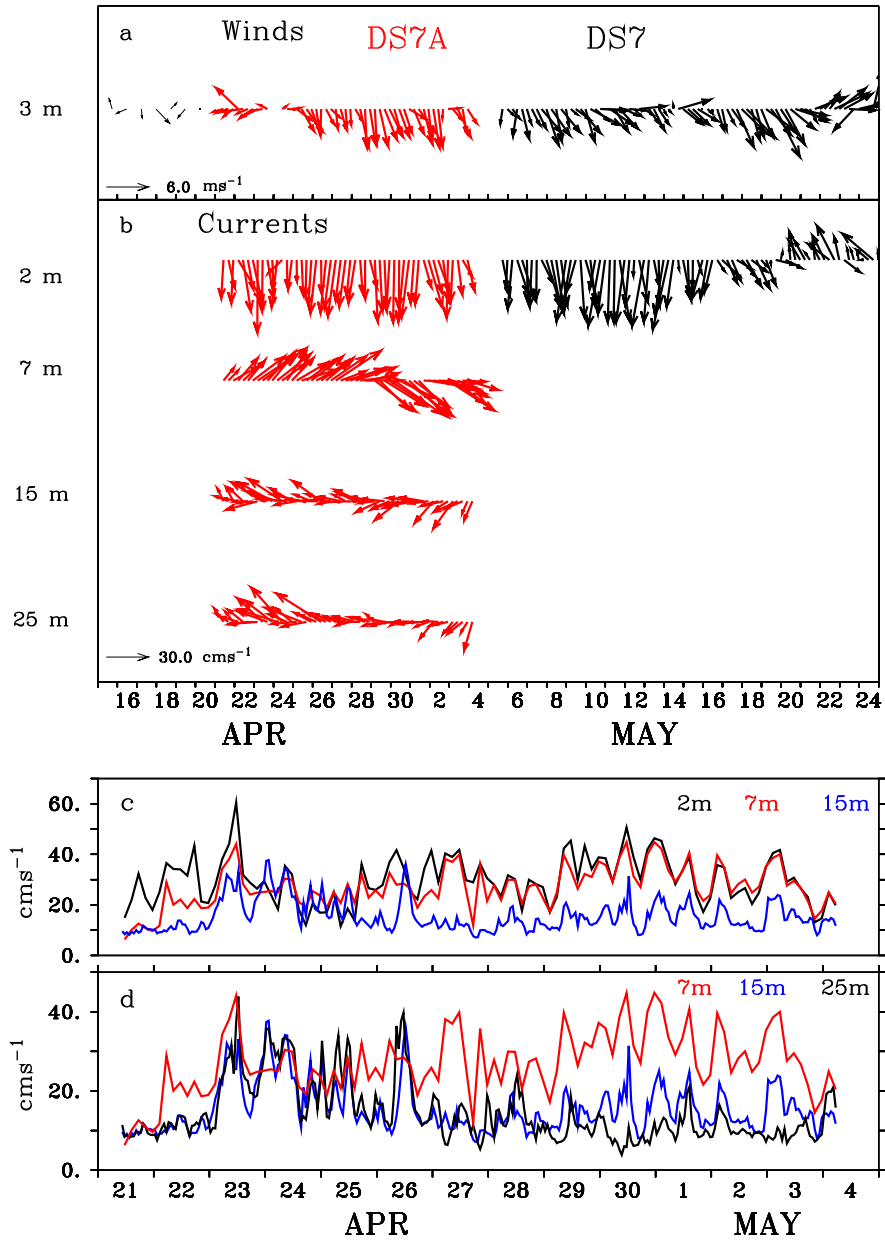 a Winds DS7A DS7
3 m
6.0 ms⁻¹
b Currents
2 m
7 m
15 m
25 m
30.0 cms⁻¹
16 18 20 22 24 26 28 30 2 4 6 8 10 12 14 16 18 20 22 24
APR MAY
c 2m 7m 15m
60.
40.
20.
0.
cms⁻¹
d 7m 15m 25m
40.
20.
0.
cms⁻¹
21 22 23 24 25 26 27 28 29 30 1 2 3 4
APR MAY